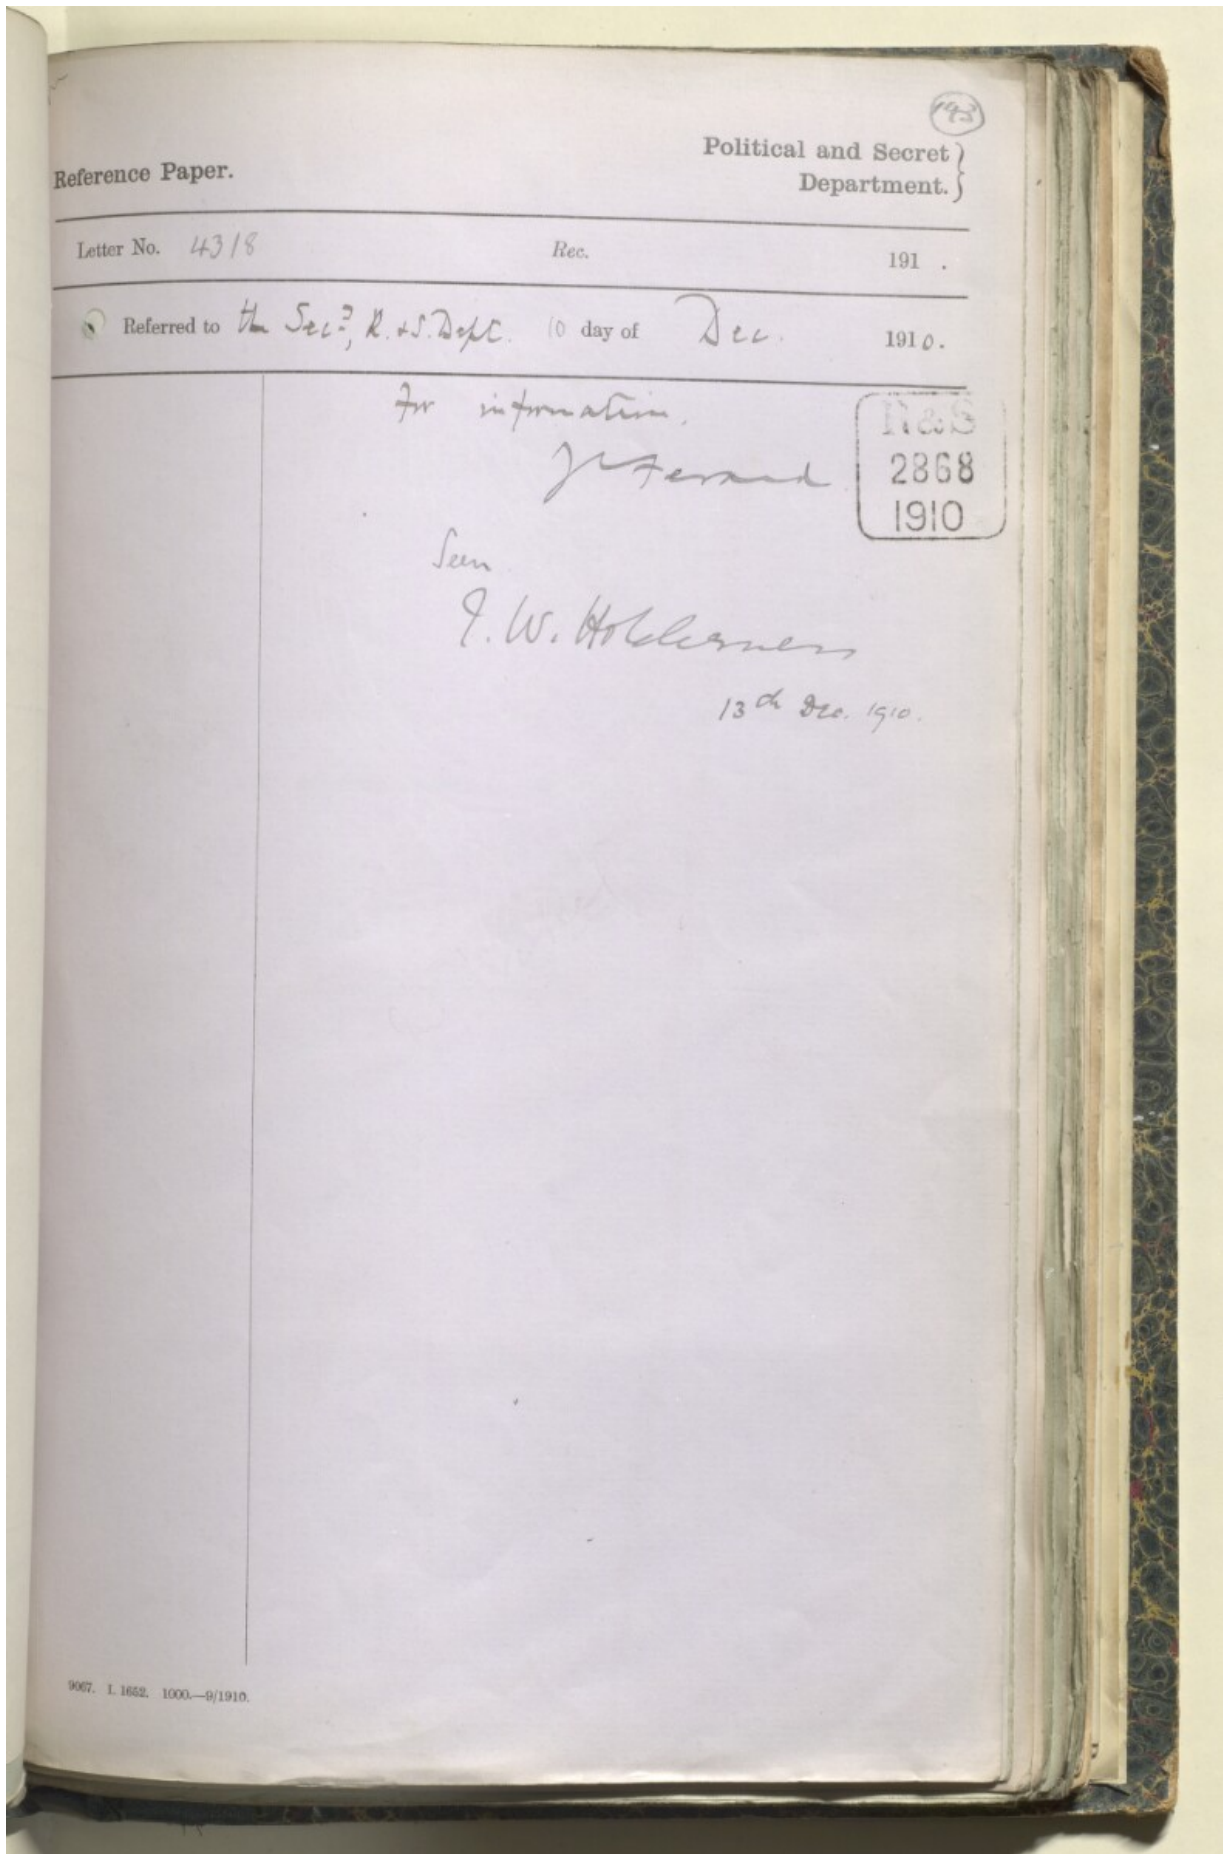 193
Political and Secret
Department.
Reference Paper.
Letter No. 4318 Rec. 191 .
Referred to the Secy, R. & S. Dept. 10 day of Dec. 1910.
For information.
R&S
2868
1910
Seen
T. W. Holderness
13th Dec. 1910.
9067. I. 1652. 1000.—9/1910.